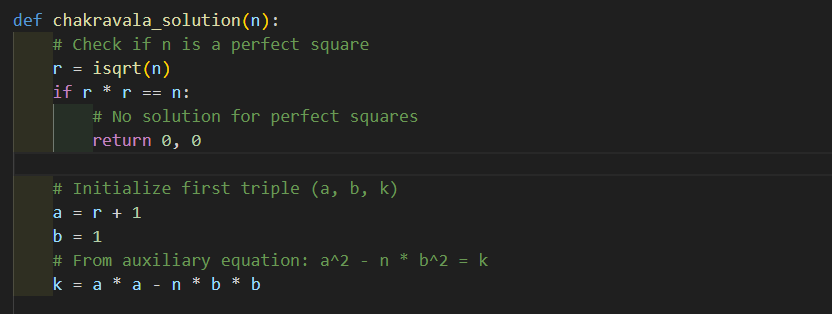 def chakravala_solution(n):
    # Check if n is a perfect square
    r = isqrt(n)
    if r * r == n:
        # No solution for perfect squares
        return 0, 0

    # Initialize first triple (a, b, k)
    a = r + 1
    b = 1
    # From auxiliary equation: a^2 - n * b^2 = k
    k = a * a - n * b * b